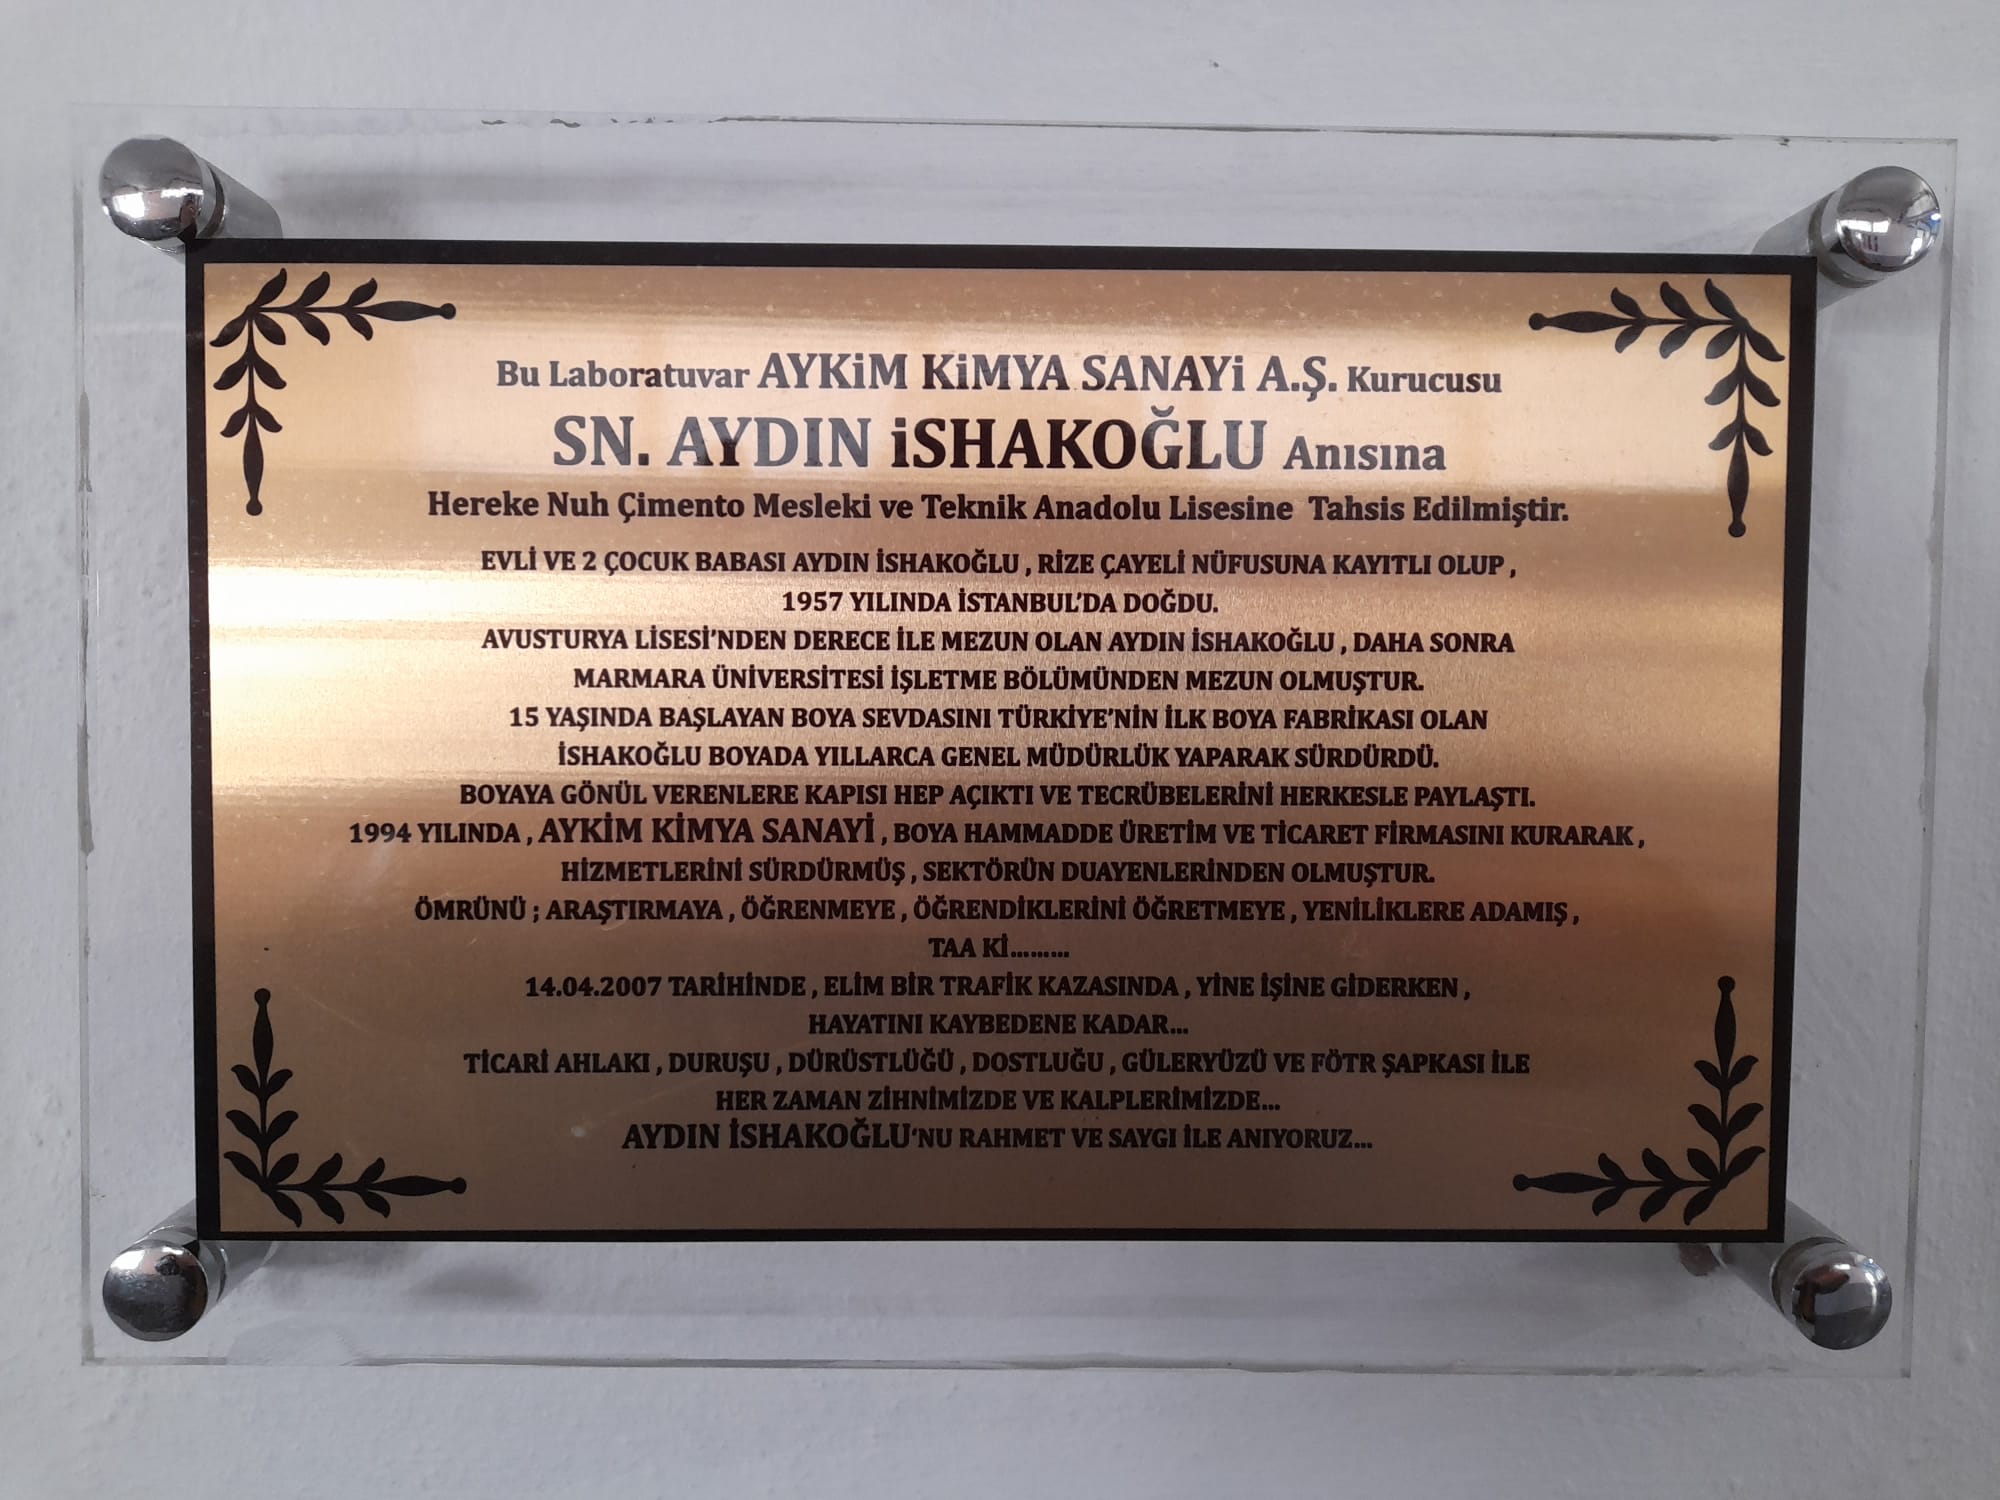 Bu Laboratuvar AYKiM KiMYA SANAYi A.Ş. Kurucusu
SN. AYDIN iSHAKOĞLU Anısına
Hereke Nuh Çimento Mesleki ve Teknik Anadolu Lisesine Tahsis Edilmiştir.
EVLİ VE 2 ÇOCUK BABASI AYDIN İSHAKOĞLU , RİZE ÇAYELİ NÜFUSUNA KAYITLI OLUP ,
1957 YILINDA İSTANBUL'DA DOĞDU.
AVUSTURYA LİSESİ'NDEN DERECE İLE MEZUN OLAN AYDIN İSHAKOĞLU , DAHA SONRA
MARMARA ÜNİVERSİTESİ İŞLETME BÖLÜMÜNDEN MEZUN OLMUŞTUR.
15 YAŞINDA BAŞLAYAN BOYA SEVDASINI TÜRKİYE'NİN İLK BOYA FABRİKASI OLAN
İSHAKOĞLU BOYADA YILLARCA GENEL MÜDÜRLÜK YAPARAK SÜRDÜRDÜ.
BOYAYA GÖNÜL VERENLERE KAPISI HEP AÇIKTI VE TECRÜBELERİNİ HERKESLE PAYLAŞTI.
1994 YILINDA , AYKİM KİMYA SANAYİ , BOYA HAMMADDE ÜRETİM VE TİCARET FİRMASINI KURARAK ,
HİZMETLERİNİ SÜRDÜRMÜŞ , SEKTÖRÜN DUAYENLERİNDEN OLMUŞTUR.
ÖMRÜNÜ ; ARAŞTIRMAYA , ÖĞRENMEYE , ÖĞRENDİKLERİNİ ÖĞRETMEYE , YENİLİKLERE ADAMIŞ ,
TAA Kİ.........
14.04.2007 TARİHİNDE , ELİM BİR TRAFİK KAZASINDA , YİNE İŞİNE GİDERKEN ,
HAYATINI KAYBEDENE KADAR...
TİCARİ AHLAKI , DURUŞU , DÜRÜSTLÜĞÜ , DOSTLUĞU , GÜLERYÜZÜ VE FÖTR ŞAPKASI İLE
HER ZAMAN ZİHNİMİZDE VE KALPLERİMİZDE...
AYDIN İSHAKOĞLU'NU RAHMET VE SAYGI İLE ANIYORUZ...